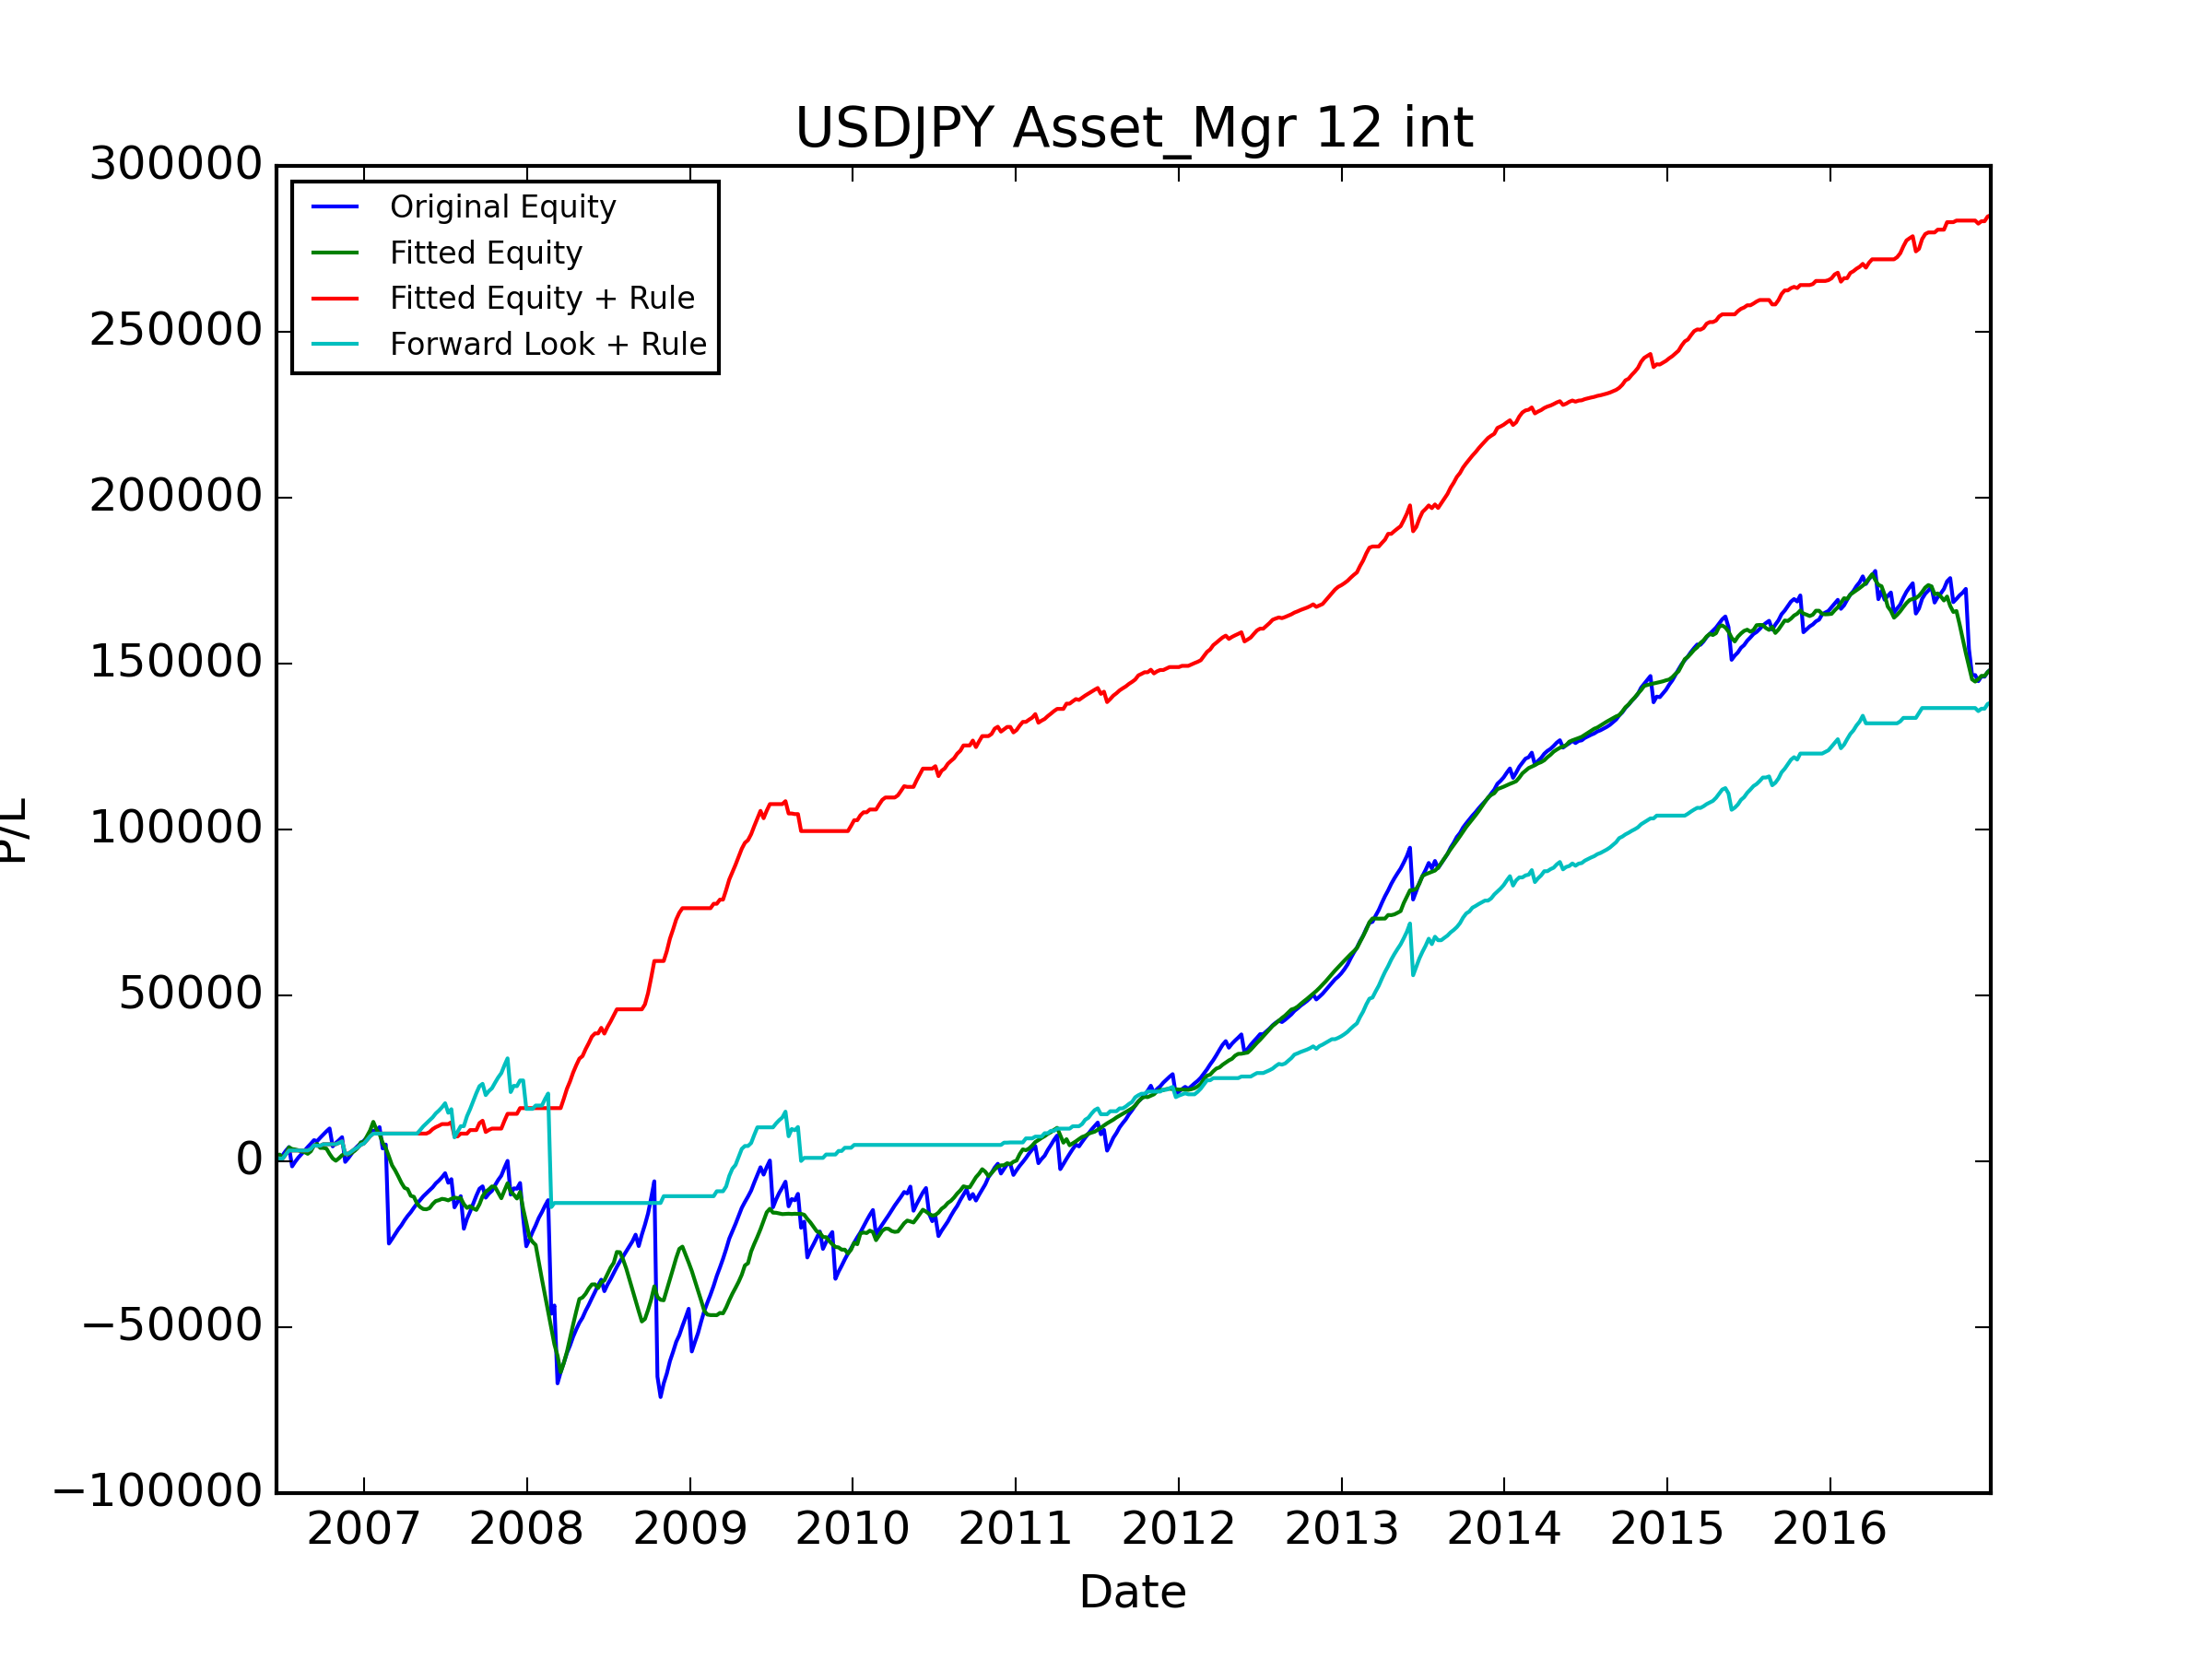 USDJPY Asset_Mgr 12 int
300000
250000
200000
150000
100000
50000
0
−50000
−100000
P/L
Original Equity
Fitted Equity
Fitted Equity + Rule
Forward Look + Rule
2007 2008 2009 2010 2011 2012 2013 2014 2015 2016
Date